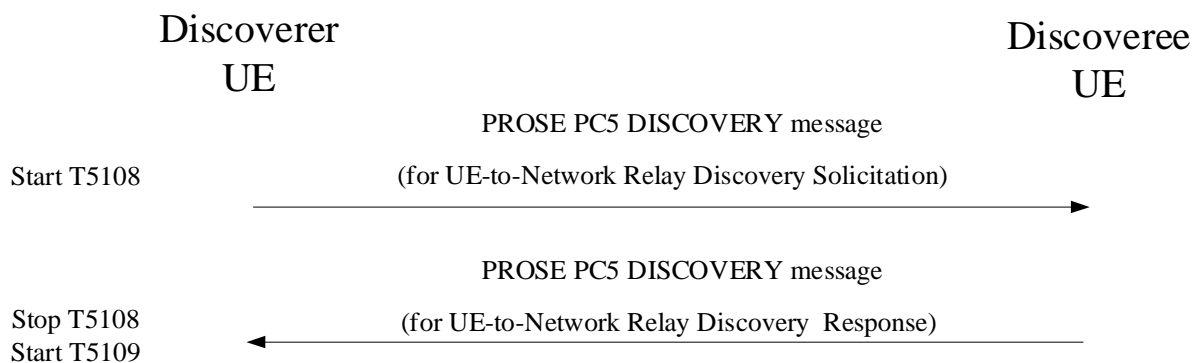 Discoverer
UE
Discoveree
UE
PROSE PC5 DISCOVERY message
Start T5108
(for UE-to-Network Relay Discovery Solicitation)
PROSE PC5 DISCOVERY message
Stop T5108
(for UE-to-Network Relay Discovery Response)
Start T5109